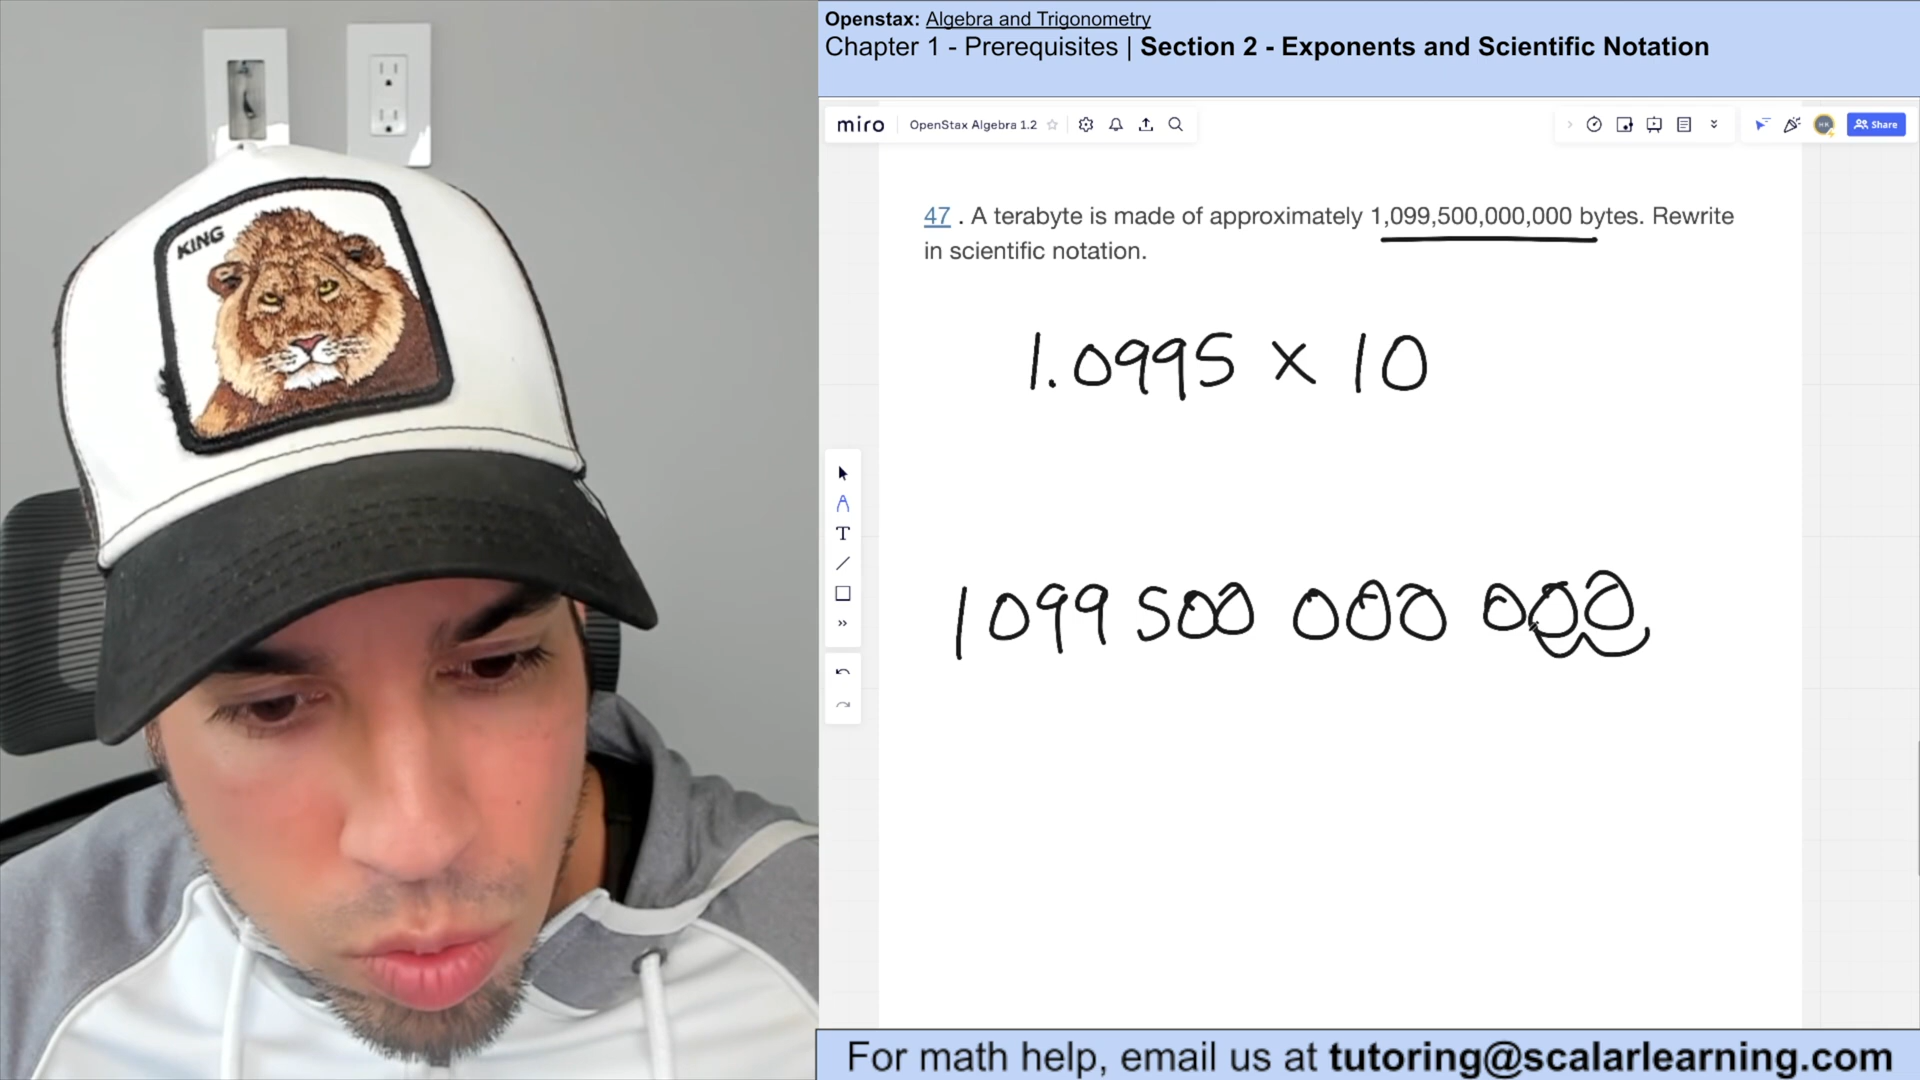 Openstax: Algebra and Trigonometry
Chapter 1 - Prerequisites | Section 2 - Exponents and Scientific Notation
miro OpenStax Algebra 1.2
HK
Share
KING
47 . A terabyte is made of approximately 1,099,500,000,000 bytes. Rewrite
in scientific notation.
1.0995 × 10
T
1099 500 000 000
For math help, email us at tutoring@scalarlearning.com